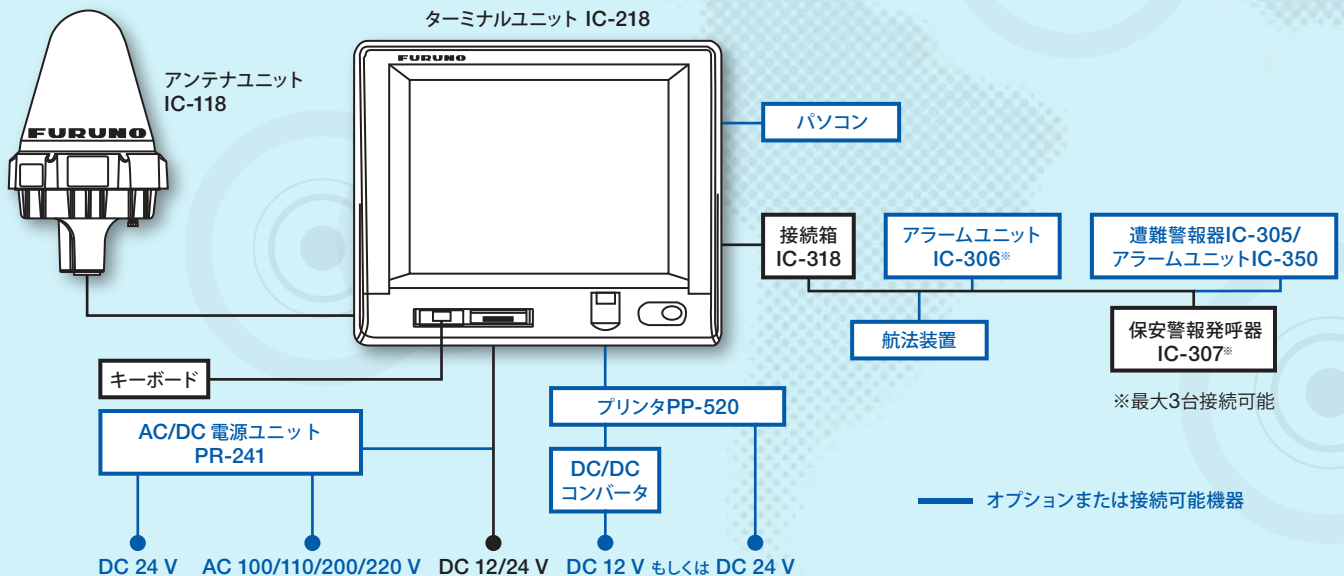 ターミナルユニット IC-218
FURUNO
アンテナユニット
IC-118
FURUNO
パソコン
接続箱
IC-318
アラームユニット
IC-306※
遭難警報器IC-305/
アラームユニットIC-350
航法装置
保安警報発呼器
IC-307※
※最大3台接続可能
キーボード
プリンタPP-520
AC/DC 電源ユニット
PR-241
DC/DC
コンバータ
オプションまたは接続可能機器
DC 24 V
AC 100/110/200/220 V
DC 12/24 V
DC 12 V もしくは DC 24 V